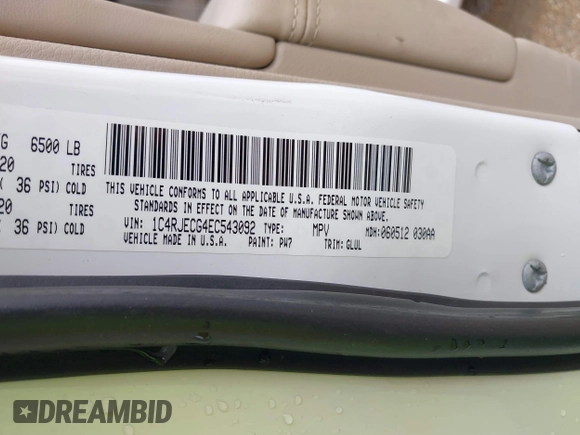 G 6500 LB
20 TIRES
( 36 PSI) COLD
20 TIRES
36 PSI) COLD
THIS VEHICLE CONFORMS TO ALL APPLICABLE U.S.A. FEDERAL MOTOR VEHICLE SAFETY
STANDARDS IN EFFECT ON THE DATE OF MANUFACTURE SHOWN ABOVE.
VIN: 1C4RJECG4EC543092 TYPE: MPV MDH: 060512 030AA
VEHICLE MADE IN U.S.A. PAINT: PW7 TRIM: GLUL
DREAMBID